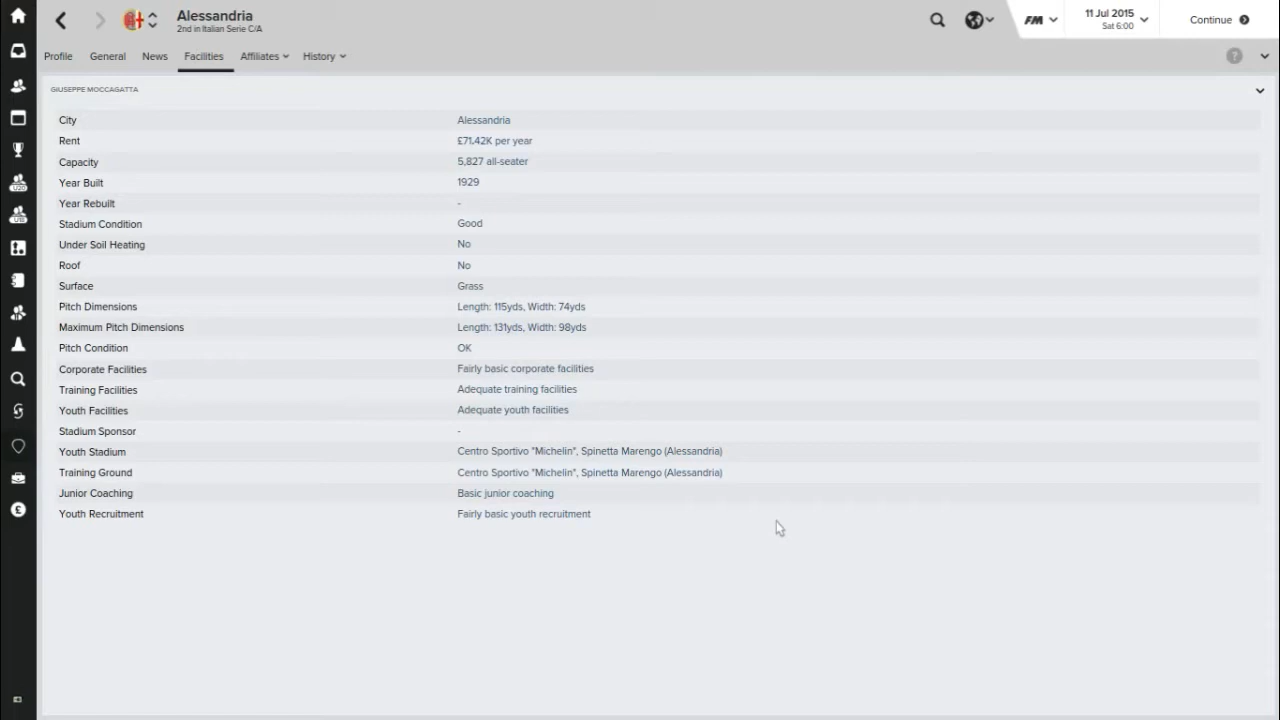 Alessandria
2nd in Italian Serie C/A
FM
11 Jul 2015
Sat 6:00
Continue
Profile General News Facilities Affiliates History
?
GIUSEPPE MOCCAGATTA
City Alessandria
Rent £71.42K per year
Capacity 5,827 all-seater
Year Built 1929
Year Rebuilt -
Stadium Condition Good
Under Soil Heating No
Roof No
Surface Grass
Pitch Dimensions Length: 115yds, Width: 74yds
Maximum Pitch Dimensions Length: 131yds, Width: 98yds
Pitch Condition OK
Corporate Facilities Fairly basic corporate facilities
Training Facilities Adequate training facilities
Youth Facilities Adequate youth facilities
Stadium Sponsor -
Youth Stadium Centro Sportivo "Michelin", Spinetta Marengo (Alessandria)
Training Ground Centro Sportivo "Michelin", Spinetta Marengo (Alessandria)
Junior Coaching Basic junior coaching
Youth Recruitment Fairly basic youth recruitment